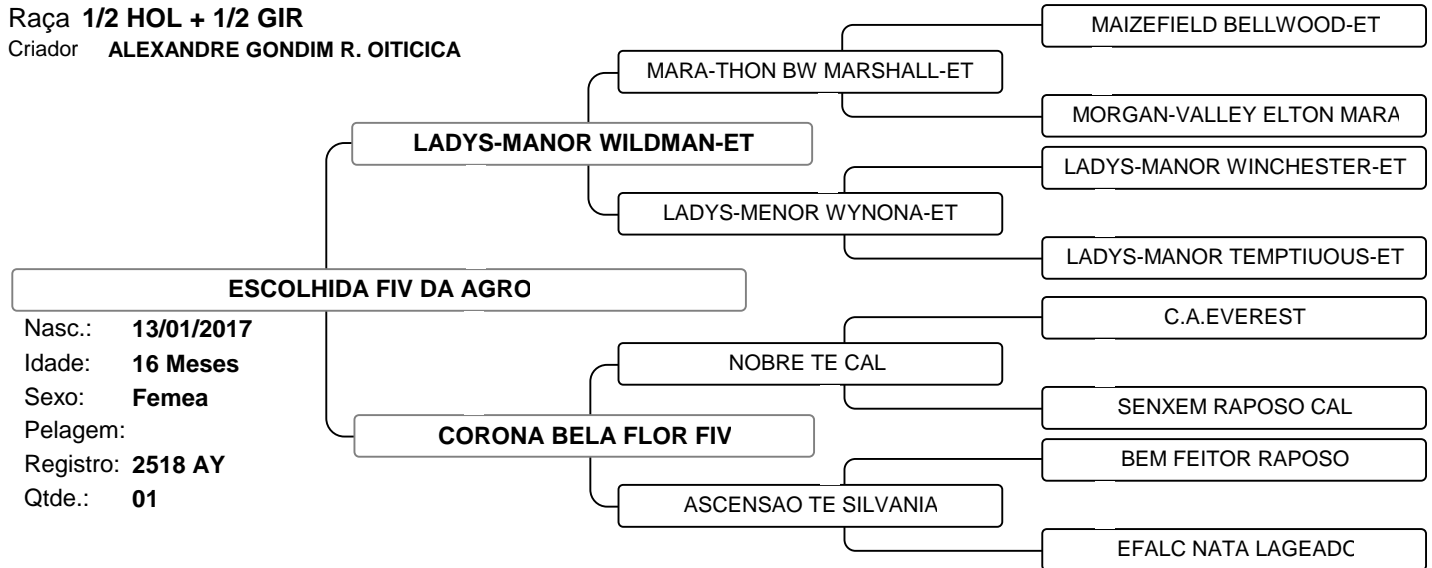 Raça 1/2 HOL + 1/2 GIR
Criador ALEXANDRE GONDIM R. OITICICA
MAIZEFIELD BELLWOOD-ET
MARA-THON BW MARSHALL-ET
MORGAN-VALLEY ELTON MARA
LADYS-MANOR WILDMAN-ET
LADYS-MANOR WINCHESTER-ET
LADYS-MENOR WYNONA-ET
LADYS-MANOR TEMPTIUOUS-ET
ESCOLHIDA FIV DA AGRO
Nasc.: 13/01/2017
Idade: 16 Meses
Sexo: Femea
Pelagem:
Registro: 2518 AY
Qtde.: 01
C.A.EVEREST
NOBRE TE CAL
SENXEM RAPOSO CAL
CORONA BELA FLOR FIV
BEM FEITOR RAPOSO
ASCENSAO TE SILVANIA
EFALC NATA LAGEADO